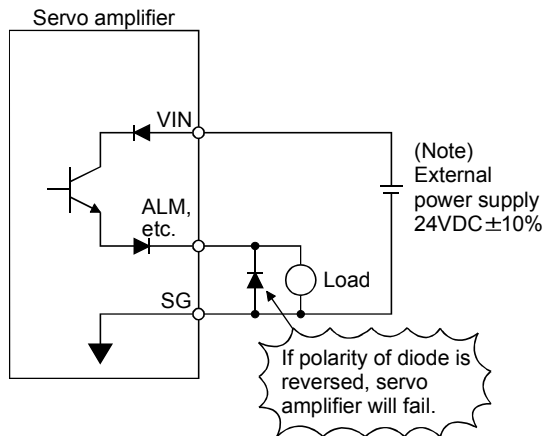 Servo amplifier
VIN
(Note)
External
power supply
24VDC±10%
ALM,
etc.
Load
SG
If polarity of diode is
reversed, servo
amplifier will fail.